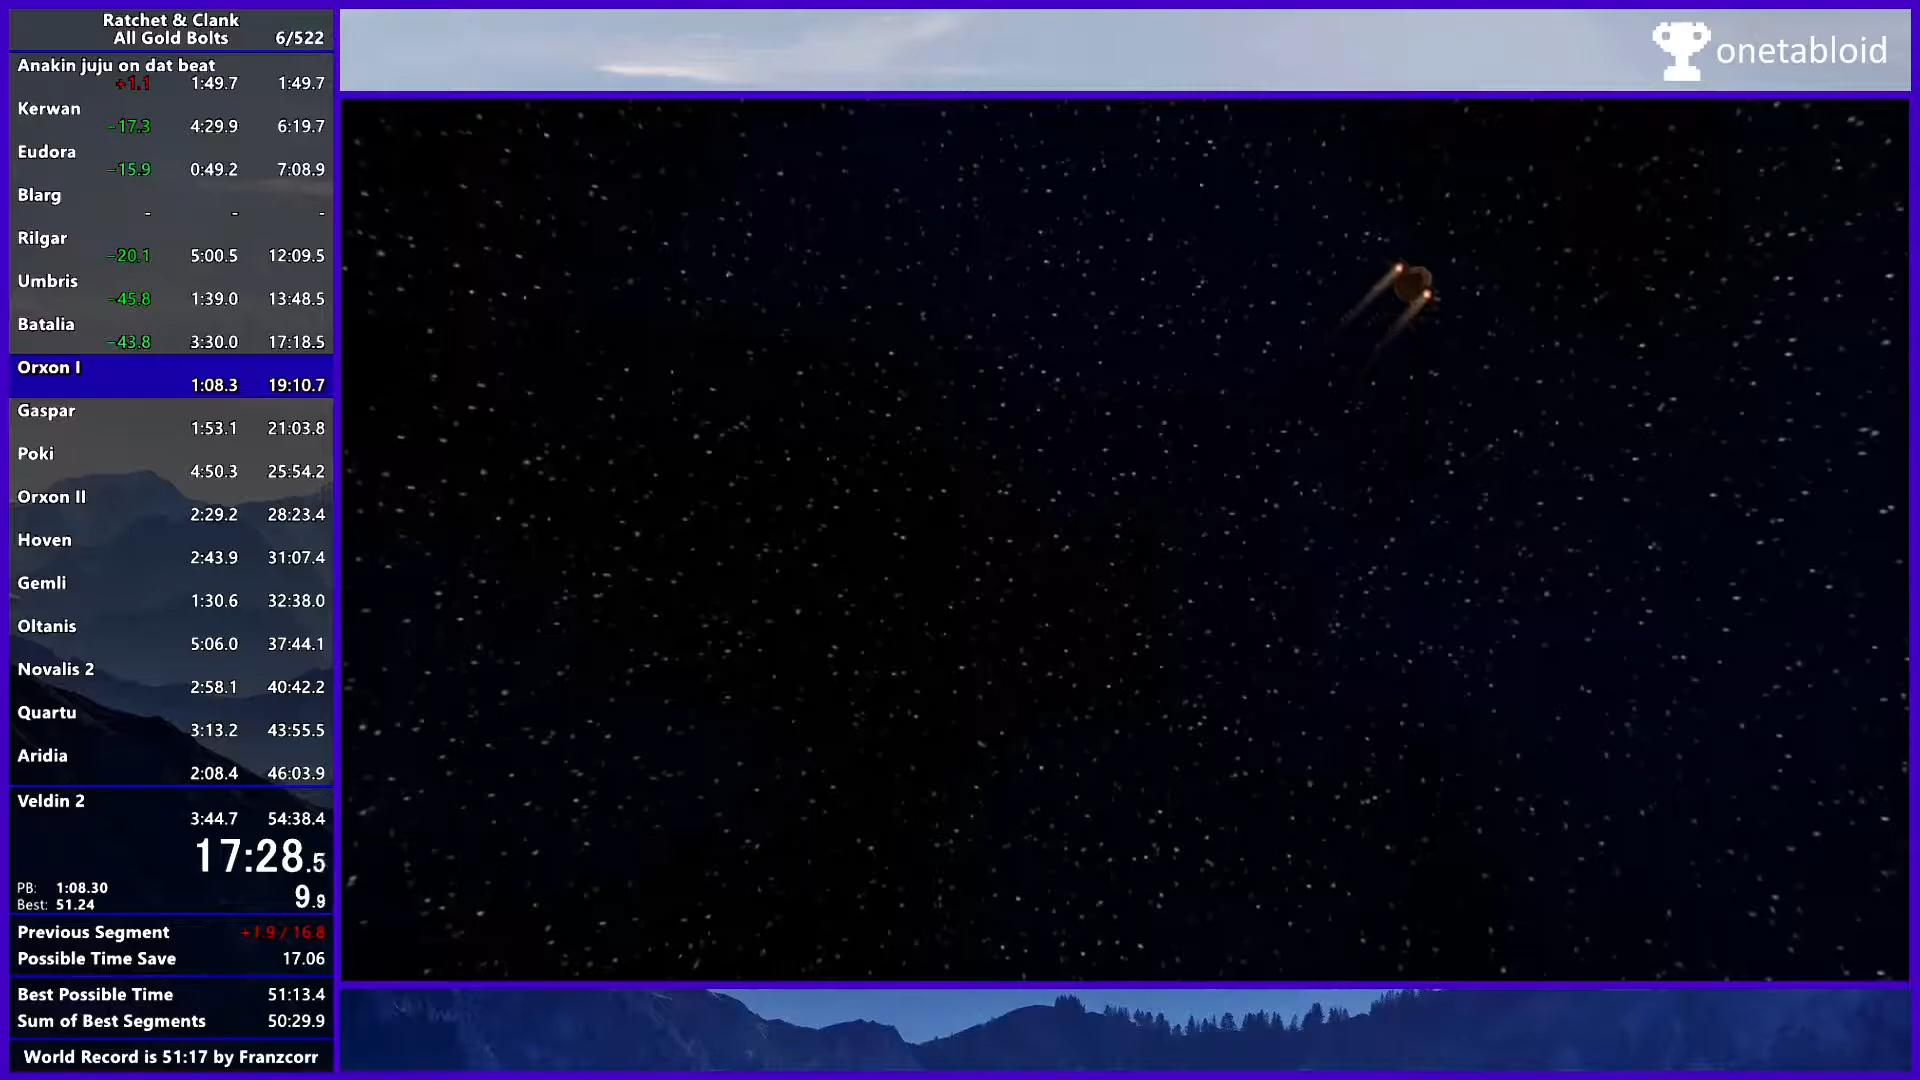 Ratchet & Clank
All Gold Bolts 6/522
Anakin juju on dat beat
+1.1 1:49.7 1:49.7
Kerwan
-17.3 4:29.9 6:19.7
Eudora
-15.9 0:49.2 7:08.9
Blarg
- - -
Rilgar
-20.1 5:00.5 12:09.5
Umbris
-45.8 1:39.0 13:48.5
Batalia
-43.8 3:30.0 17:18.5
Orxon I
1:08.3 19:10.7
Gaspar
1:53.1 21:03.8
Poki
4:50.3 25:54.2
Orxon II
2:29.2 28:23.4
Hoven
2:43.9 31:07.4
Gemli
1:30.6 32:38.0
Oltanis
5:06.0 37:44.1
Novalis 2
2:58.1 40:42.2
Quartu
3:13.2 43:55.5
Aridia
2:08.4 46:03.9
Veldin 2
3:44.7 54:38.4
17:28.5
PB: 1:08.30
Best: 51.24
9.9
Previous Segment +1.9 / 16.8
Possible Time Save 17.06
Best Possible Time 51:13.4
Sum of Best Segments 50:29.9
World Record is 51:17 by Franzcorr
onetabloid